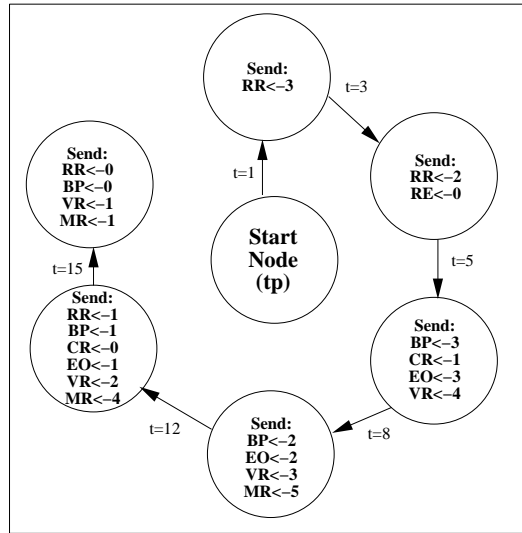 Send:
RR<−3
t=3
Send:
RR<−2
RE<−0
t=1
Start
Node
(tp)
Send:
RR<−0
BP<−0
VR<−1
MR<−1
t=5
t=15
Send:
RR<−1
BP<−1
CR<−0
EO<−1
VR<−2
MR<−4
Send:
BP<−3
CR<−1
EO<−3
VR<−4
t=12
t=8
Send:
BP<−2
EO<−2
VR<−3
MR<−5